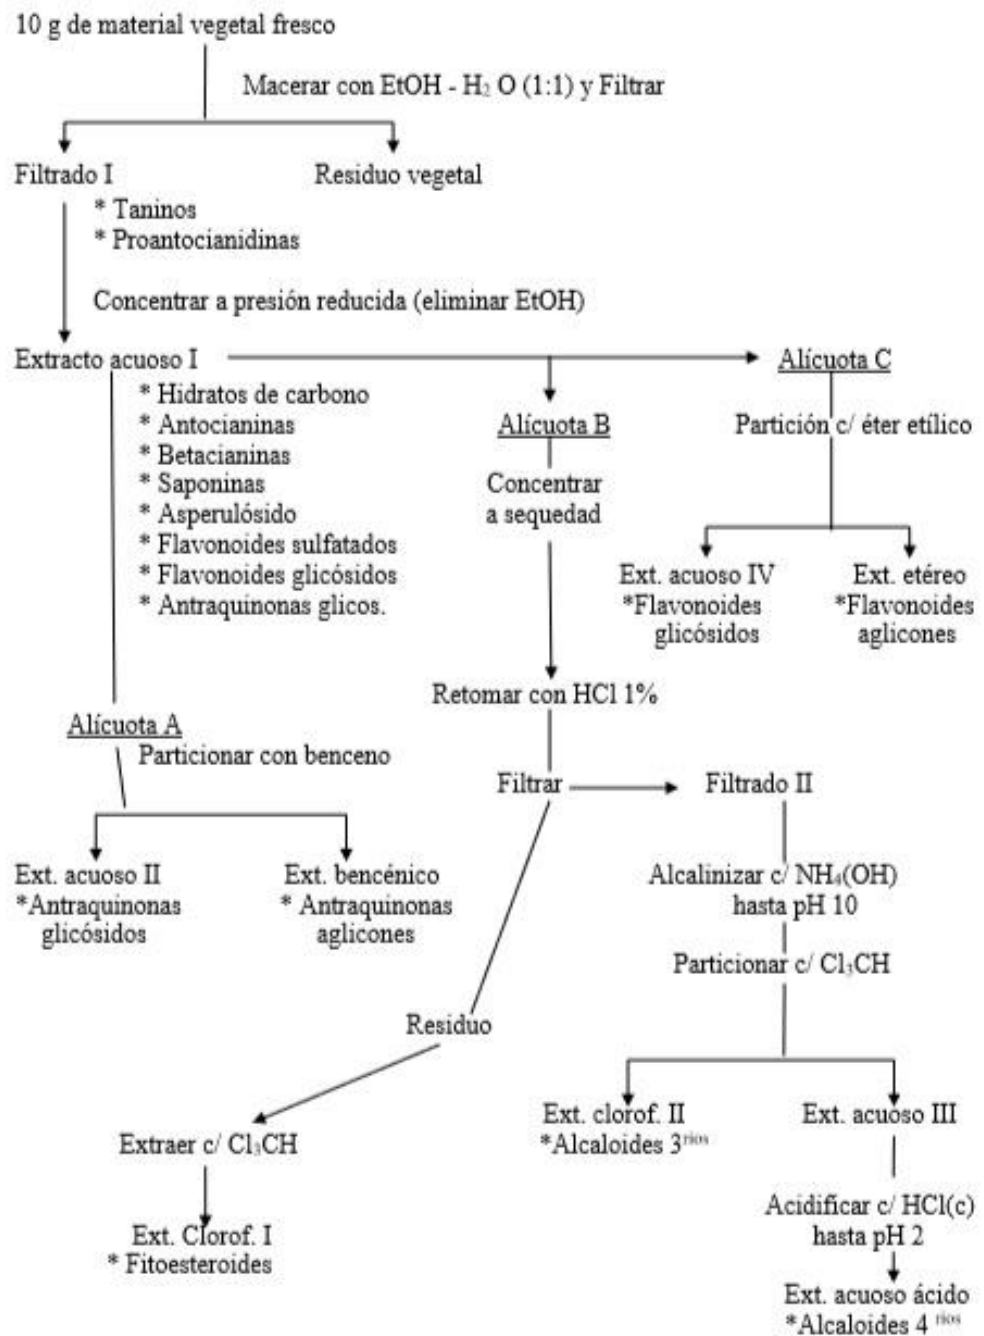 10 g de material vegetal fresco
Macerar con EtOH - H₂ O (1:1) y Filtrar
Filtrado I
Residuo vegetal
* Taninos
* Proantocianidinas
Concentrar a presión reducida (eliminar EtOH)
Extracto acuoso I
* Hidratos de carbono
* Antocianinas
* Betacianinas
* Saponinas
* Asperulósido
* Flavonoides sulfatados
* Flavonoides glicósidos
* Antraquinonas glicos.
Alícuota B
Concentrar
a sequedad
Alícuota C
Partición c/ éter etílico
Ext. acuoso IV
*Flavonoides
glicósidos
Ext. etéreo
*Flavonoides
aglicones
Retomar con HCl 1%
Alícuota A
Particionar con benceno
Ext. acuoso II
*Antraquinonas
glicósidos
Ext. bencénico
* Antraquinonas
aglicones
Filtrar
Filtrado II
Alcalinizar c/ NH₄(OH)
hasta pH 10
Particionar c/ Cl₃CH
Residuo
Extraer c/ Cl₃CH
Ext. Clorof. I
* Fitoesteroides
Ext. clorof. II
*Alcaloides 3rios
Ext. acuoso III
Acidificar c/ HCl(c)
hasta pH 2
Ext. acuoso ácido
*Alcaloides 4 rios